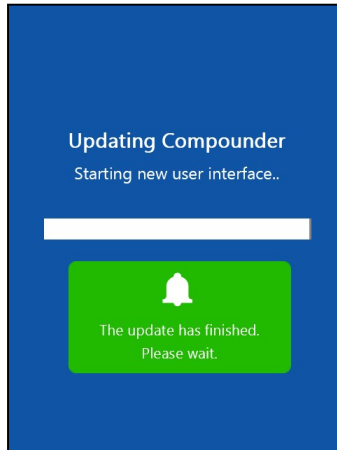 Updating Compounder
Starting new user interface..
The update has finished.
Please wait.